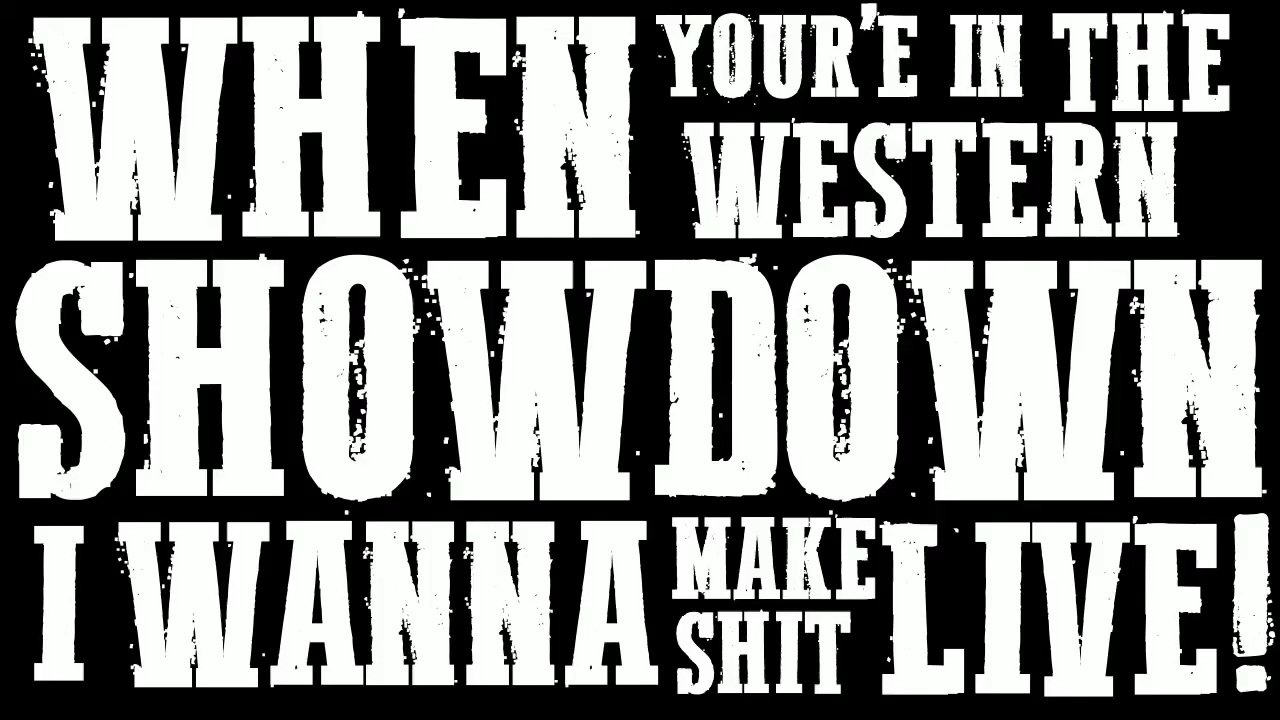 WHEN YOUR'E IN THE
WESTERN
SHOWDOWN
I WANNA MAKE
SHIT LIVE!